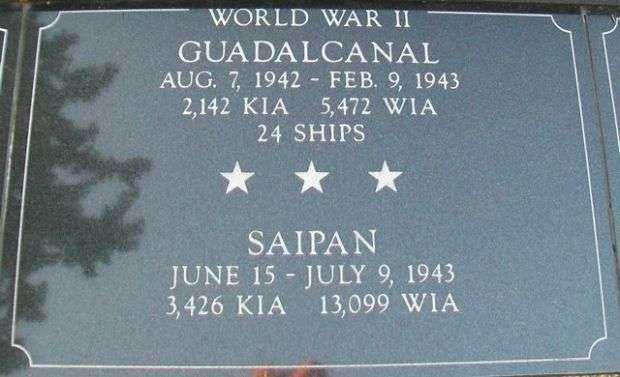 WORLD WAR II
GUADALCANAL
AUG. 7, 1942 - FEB. 9, 1943
2,142 KIA 5,472 WIA
24 SHIPS
SAIPAN
JUNE 15 - JULY 9, 1943
3,426 KIA 13,099 WIA